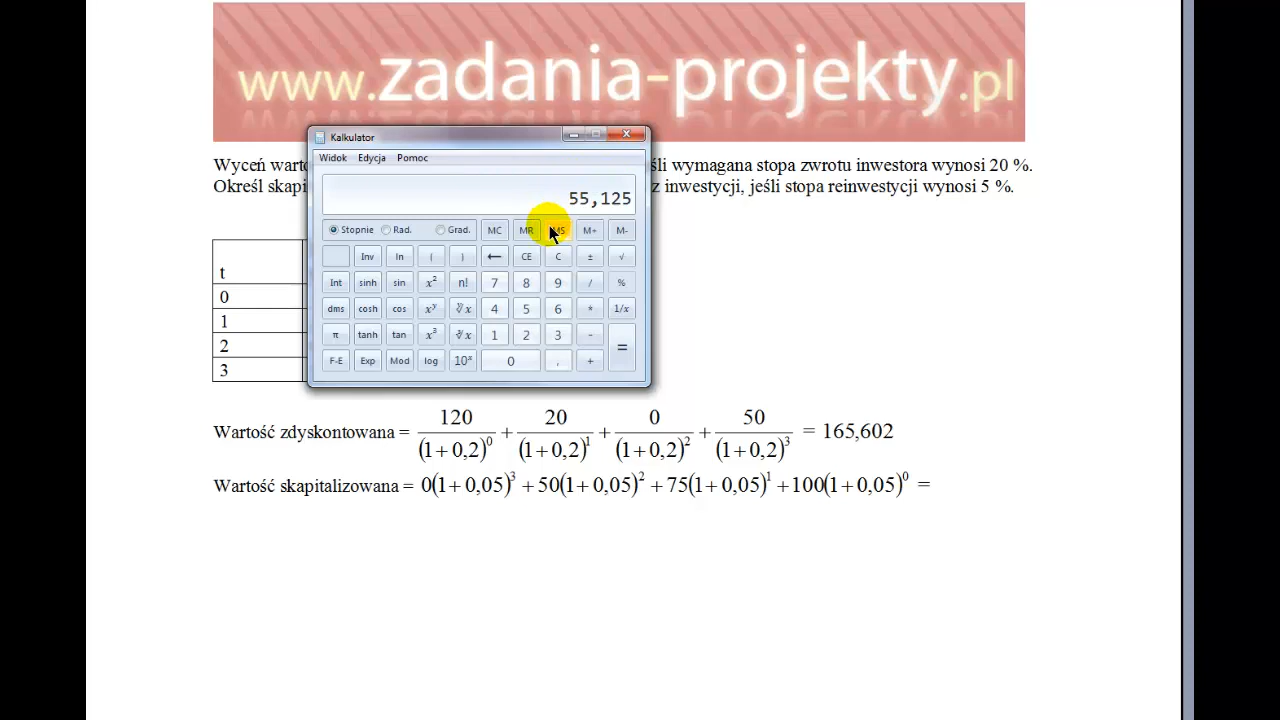 www.zadania-projekty.pl
Wyceń warto śli wymagana stopa zwrotu inwestora wynosi 20 %.
Określ skapi z inwestycji, jeśli stopa reinwestycji wynosi 5 %.
Kalkulator
Widok Edycja Pomoc
55,125
Stopnie Rad. Grad. MC MR MS M+ M-
Inv ln ( ) ← CE C ± √
Int sinh sin x² n! 7 8 9 / %
dms cosh cos xʸ ʸ√x 4 5 6 * 1/x
π tanh tan x³ ³√x 1 2 3 - =
F-E Exp Mod log 10ˣ 0 , +
t
0
1
2
3
Wartość zdyskontowana = 120/(1+0,2)⁰ + 20/(1+0,2)¹ + 0/(1+0,2)² + 50/(1+0,2)³ = 165,602
Wartość skapitalizowana = 0(1+0,05)³ + 50(1+0,05)² + 75(1+0,05)¹ + 100(1+0,05)⁰ =